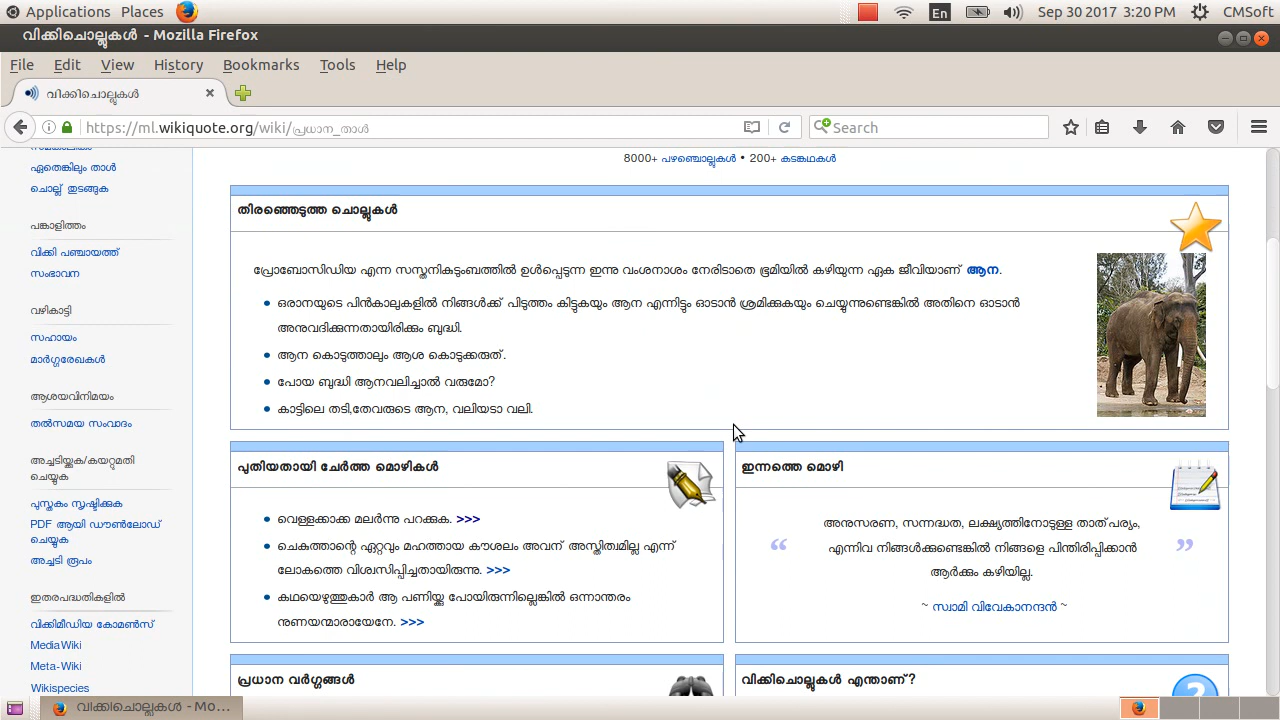 Applications Places En Sep 30 2017 3:20 PM CMSoft
വിക്കിചൊല്ലുകൾ - Mozilla Firefox
File Edit View History Bookmarks Tools Help
വിക്കിചൊല്ലുകൾ
https://ml.wikiquote.org/wiki/പ്രധാന_താൾ Search
ഏതെങ്കിലും താൾ
ചൊല്ല് തുടങ്ങുക
പങ്കാളിത്തം
വിക്കി പഞ്ചായത്ത്
സംഭാവന
വഴികാട്ടി
സഹായം
മാർഗ്ഗരേഖകൾ
ആശയവിനിമയം
തൽസമയ സംവാദം
അച്ചടിയ്ക്കുക/കയറ്റുമതി
ചെയ്യുക
പുസ്തകം സൃഷ്ടിക്കുക
PDF ആയി ഡൗൺലോഡ്
ചെയ്യുക
അച്ചടി രൂപം
ഇതരപദ്ധതികളിൽ
വിക്കിമീഡിയ കോമൺസ്
MediaWiki
Meta-Wiki
Wikispecies
8000+ പഴഞ്ചൊല്ലുകൾ • 200+ കടങ്കഥകൾ
തിരഞ്ഞെടുത്ത ചൊല്ലുകൾ
പ്രോബോസിഡിയ എന്ന സസ്തനികുടുംബത്തിൽ ഉൾപ്പെടുന്ന ഇന്നു വംശനാശം നേരിടാതെ ഭൂമിയിൽ കഴിയുന്ന ഏക ജീവിയാണ് ആന.
ഒരാനയുടെ പിൻകാലുകളിൽ നിങ്ങൾക്ക് പിടുത്തം കിട്ടുകയും ആന എന്നിട്ടും ഓടാൻ ശ്രമിക്കുകയും ചെയ്യുന്നുണ്ടെങ്കിൽ അതിനെ ഓടാൻ
അനുവദിക്കുന്നതായിരിക്കും ബുദ്ധി.
ആന കൊടുത്താലും ആശ കൊടുക്കരുത്.
പോയ ബുദ്ധി ആനവലിച്ചാൽ വരുമോ?
കാട്ടിലെ തടി,തേവരുടെ ആന, വലിയടാ വലി.
പുതിയതായി ചേർത്ത മൊഴികൾ
വെള്ളക്കാക്ക മലർന്നു പറക്കുക. >>>
ചെകുത്താന്റെ ഏറ്റവും മഹത്തായ കൗശലം അവന് അസ്തിത്വമില്ല എന്ന്
ലോകത്തെ വിശ്വസിപ്പിച്ചതായിരുന്നു. >>>
കഥയെഴുത്തുകാർ ആ പണിയ്ക്കു പോയിരുന്നില്ലെങ്കിൽ ഒന്നാന്തരം
നുണയന്മാരായേനേ. >>>
ഇന്നത്തെ മൊഴി
അനുസരണ, സന്നദ്ധത, ലക്ഷ്യത്തിനോടുള്ള താത്‌പര്യം,
“ എന്നിവ നിങ്ങൾക്കുണ്ടെങ്കിൽ നിങ്ങളെ പിന്തിരിപ്പിക്കാൻ ”
ആർക്കും കഴിയില്ല.
~ സ്വാമി വിവേകാനന്ദൻ ~
പ്രധാന വർഗ്ഗങ്ങൾ
വിക്കിചൊല്ലുകൾ എന്താണ്?
വിക്കിചൊല്ലുകൾ - Mo...